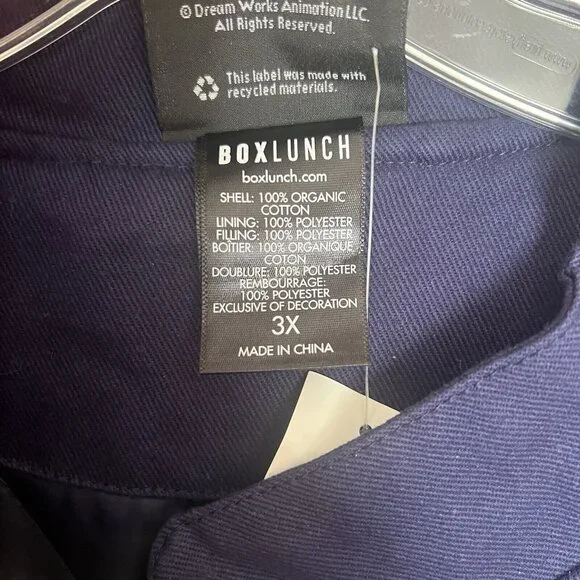 © Dream Works Animation LLC.
All Rights Reserved.
This label was made with
recycled materials.
BOXLUNCH
boxlunch.com
SHELL: 100% ORGANIC
COTTON
LINING: 100% POLYESTER
FILLING: 100% POLYESTER
BOÎTIER: 100% ORGANIQUE
COTON
DOUBLURE: 100% POLYESTER
REMBOURRAGE:
100% POLYESTER
EXCLUSIVE OF DECORATION
3X
MADE IN CHINA